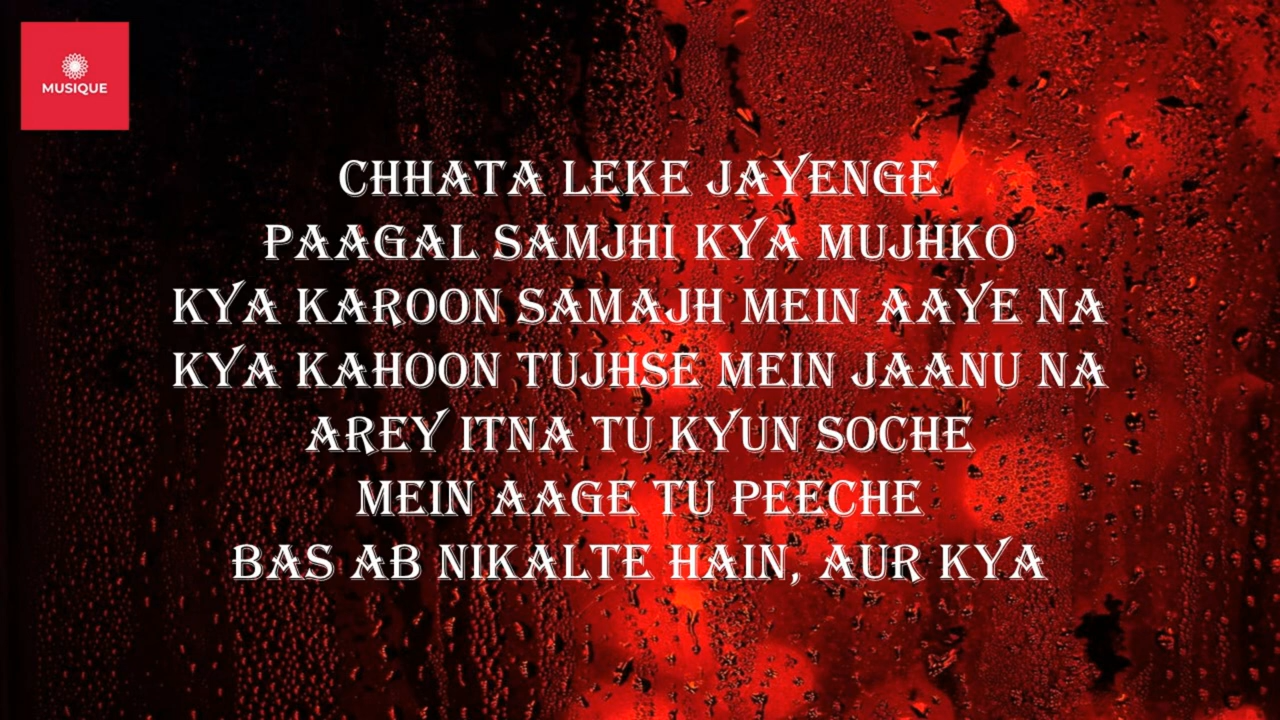 MUSIQUE
CHHATA LEKE JAYENGE
PAAGAL SAMJHI KYA MUJHKO
KYA KAROON SAMAJH MEIN AAYE NA
KYA KAHOON TUJHSE MEIN JAANU NA
AREY ITNA TU KYUN SOCHE
MEIN AAGE TU PEECHE
BAS AB NIKALTE HAIN, AUR KYA